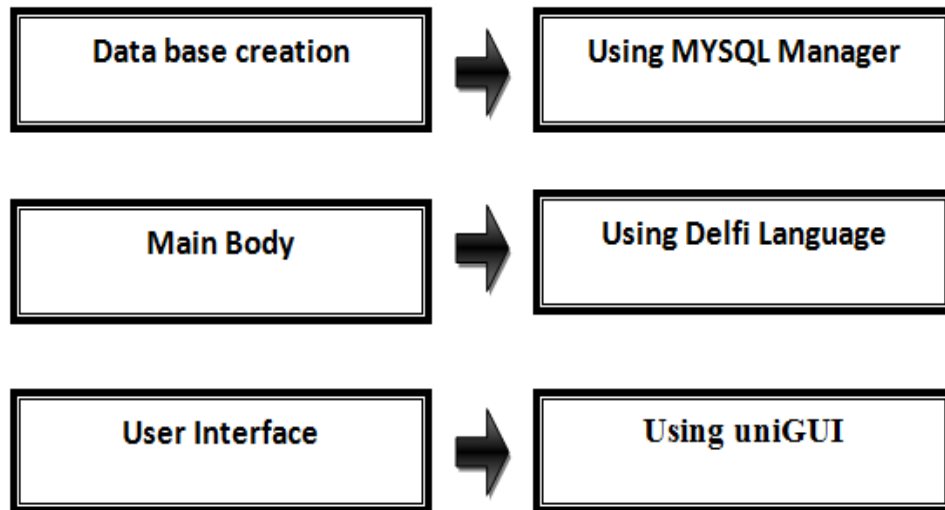 Data base creation
Using MYSQL Manager
Main Body
Using Delfi Language
User Interface
Using uniGUI